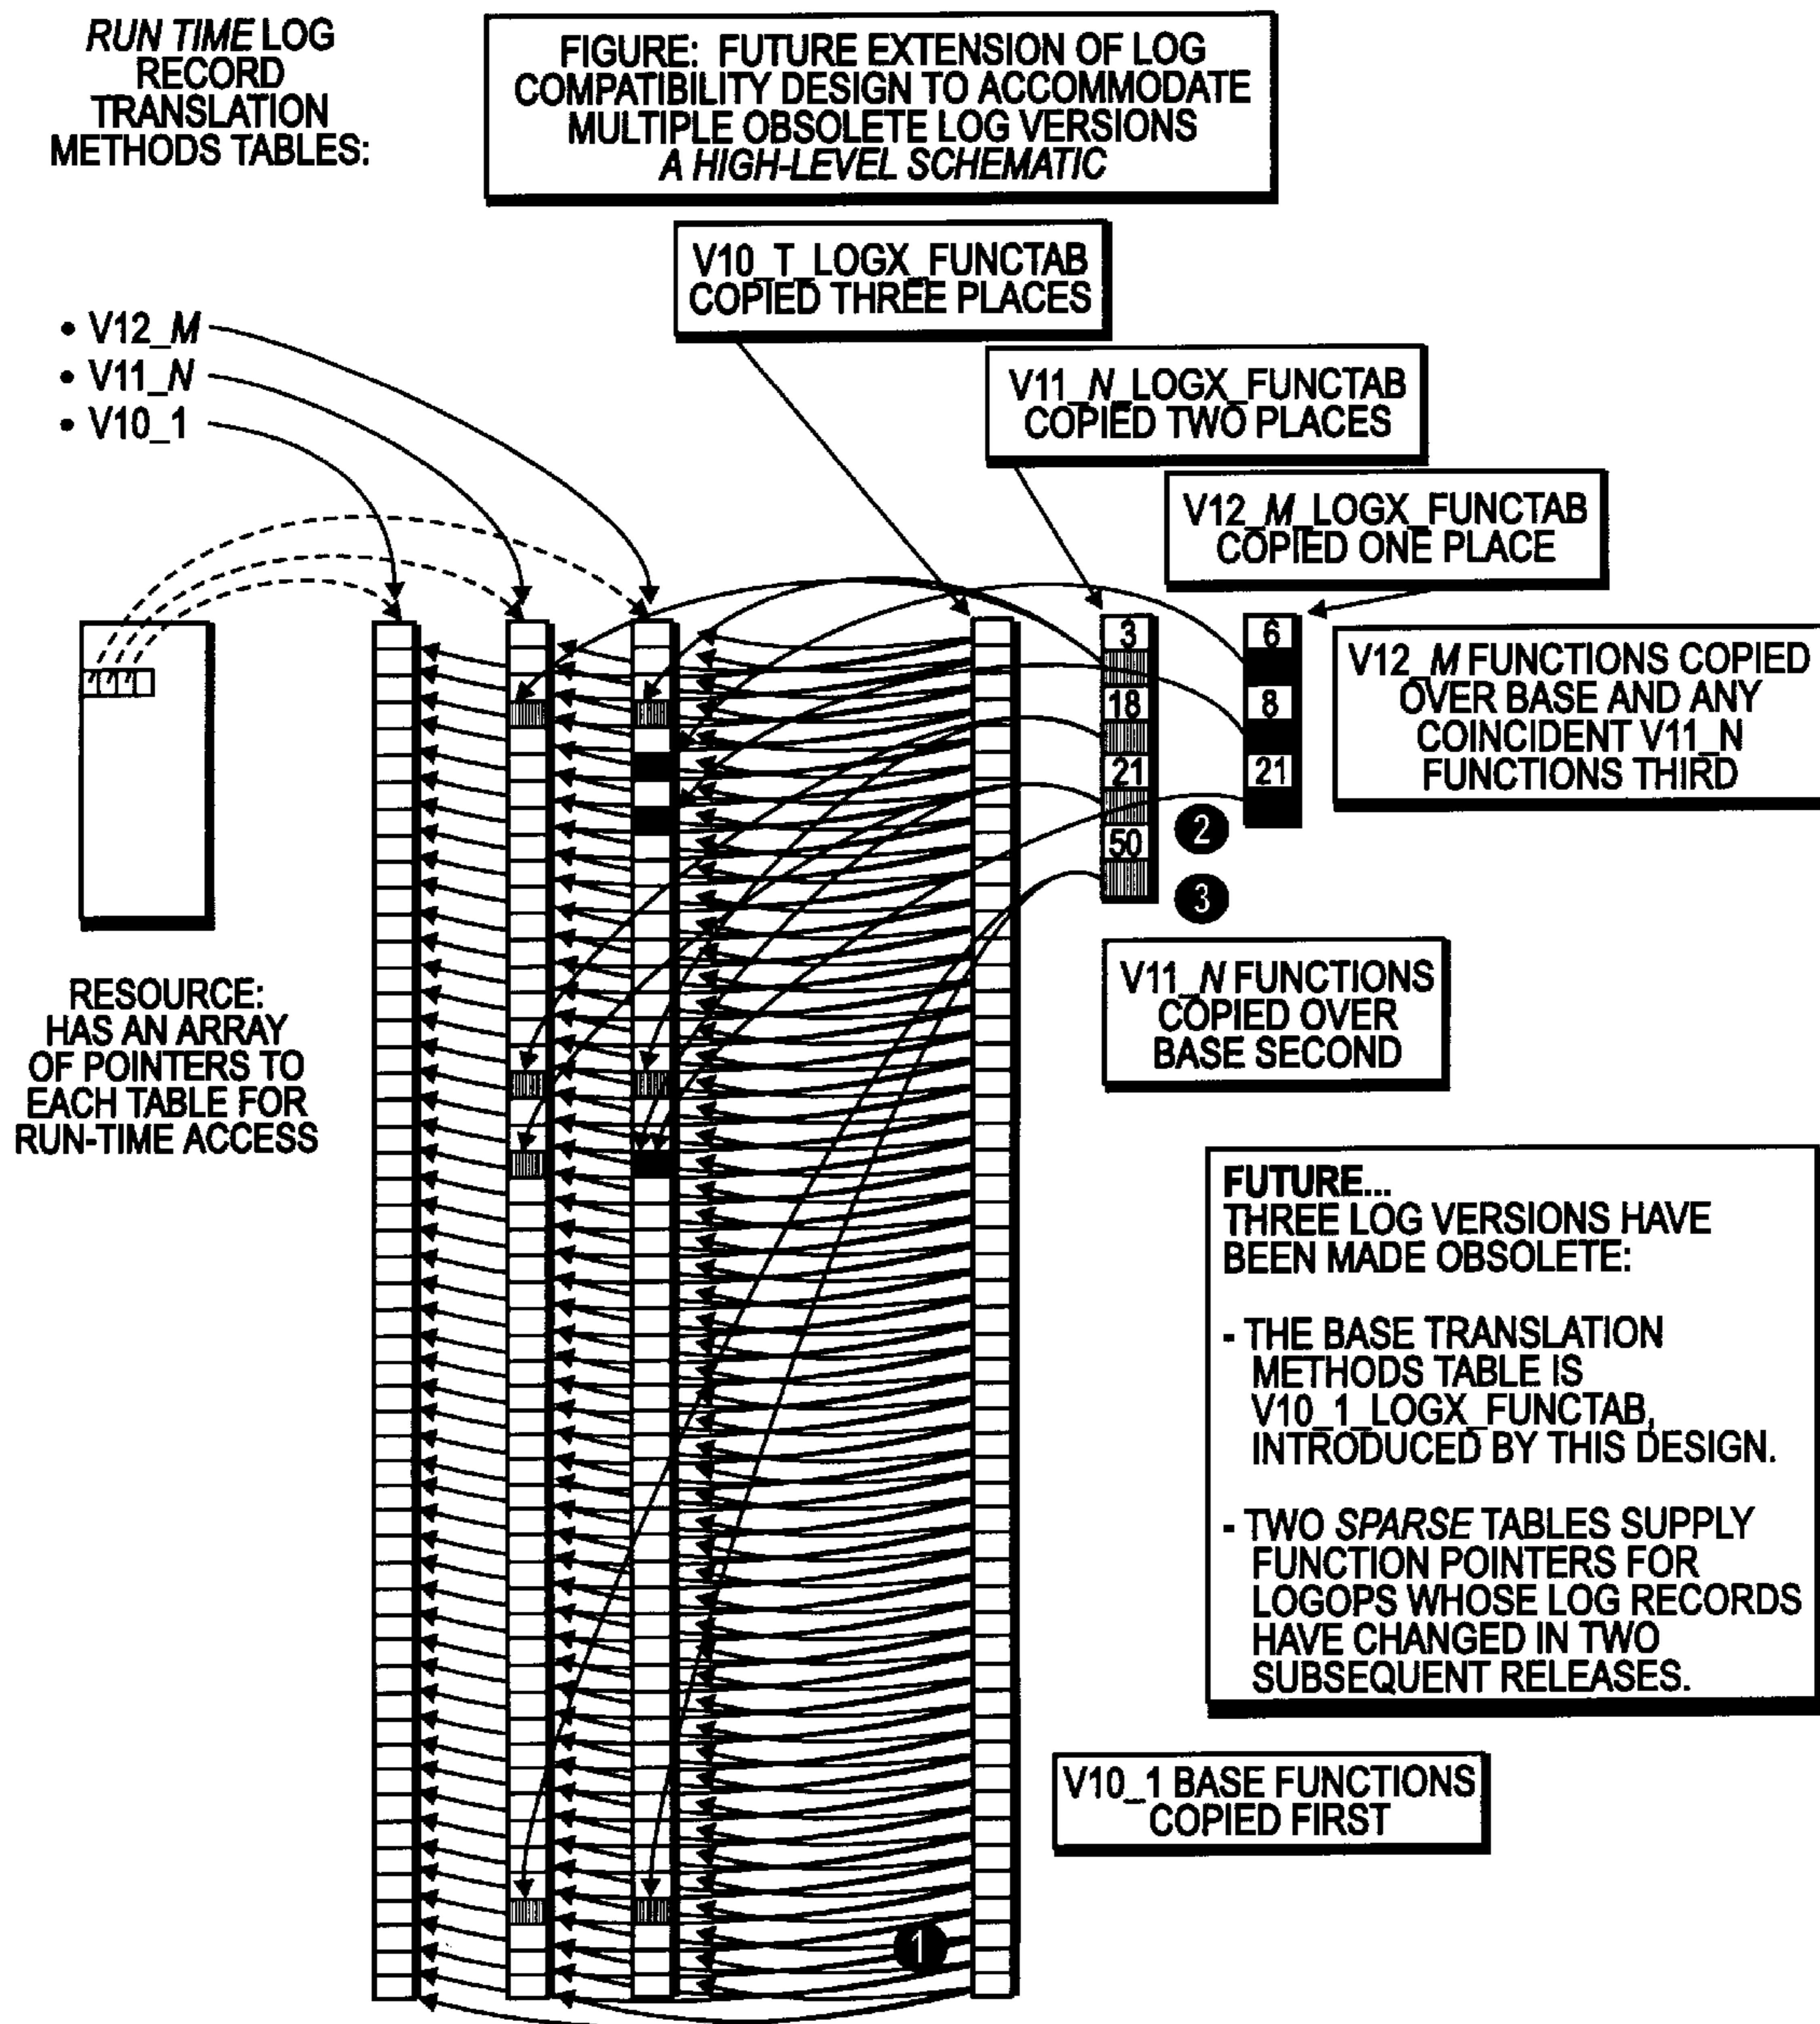 RUN TIME LOG
RECORD
TRANSLATION
METHODS TABLES:
FIGURE: FUTURE EXTENSION OF LOG
COMPATIBILITY DESIGN TO ACCOMMODATE
MULTIPLE OBSOLETE LOG VERSIONS
A HIGH-LEVEL SCHEMATIC
V10_T_LOGX_FUNCTAB
COPIED THREE PLACES
• V12_M
• V11_N
• V10_1
V11_N_LOGX_FUNCTAB
COPIED TWO PLACES
V12_M_LOGX_FUNCTAB
COPIED ONE PLACE
3
18
21
50
6
8
21
V12_M FUNCTIONS COPIED
OVER BASE AND ANY
COINCIDENT V11_N
FUNCTIONS THIRD
2
3
V11_N FUNCTIONS
COPIED OVER
BASE SECOND
RESOURCE:
HAS AN ARRAY
OF POINTERS TO
EACH TABLE FOR
RUN-TIME ACCESS
FUTURE...
THREE LOG VERSIONS HAVE
BEEN MADE OBSOLETE:
- THE BASE TRANSLATION
METHODS TABLE IS
V10_1_LOGX_FUNCTAB,
INTRODUCED BY THIS DESIGN.
- TWO SPARSE TABLES SUPPLY
FUNCTION POINTERS FOR
LOGOPS WHOSE LOG RECORDS
HAVE CHANGED IN TWO
SUBSEQUENT RELEASES.
V10_1 BASE FUNCTIONS
COPIED FIRST
1